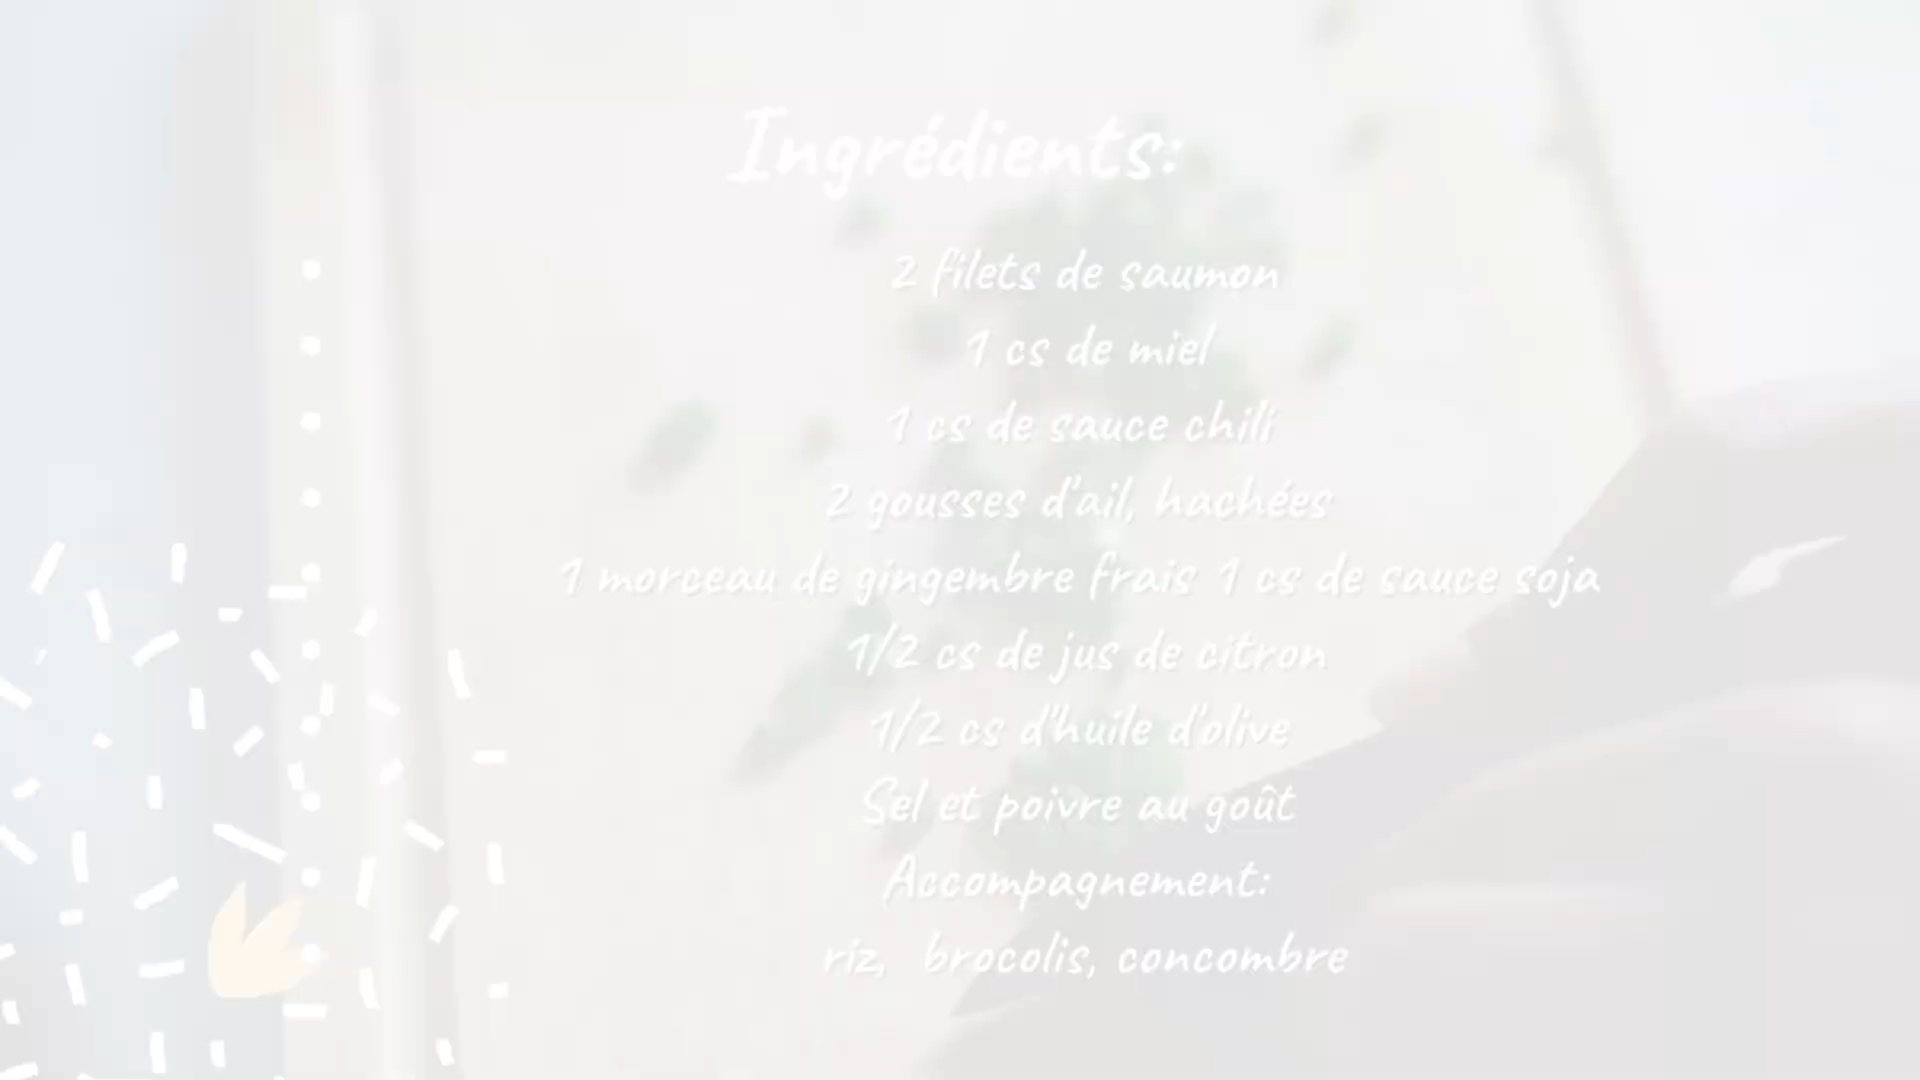 Ingrédients:
2 filets de saumon
1 cs de miel
1 cs de sauce chili
2 gousses d'ail, hachées
1 morceau de gingembre frais 1 cs de sauce soja
1/2 cs de jus de citron
1/2 cs d'huile d'olive
Sel et poivre au goût
Accompagnement:
riz, brocolis, concombre